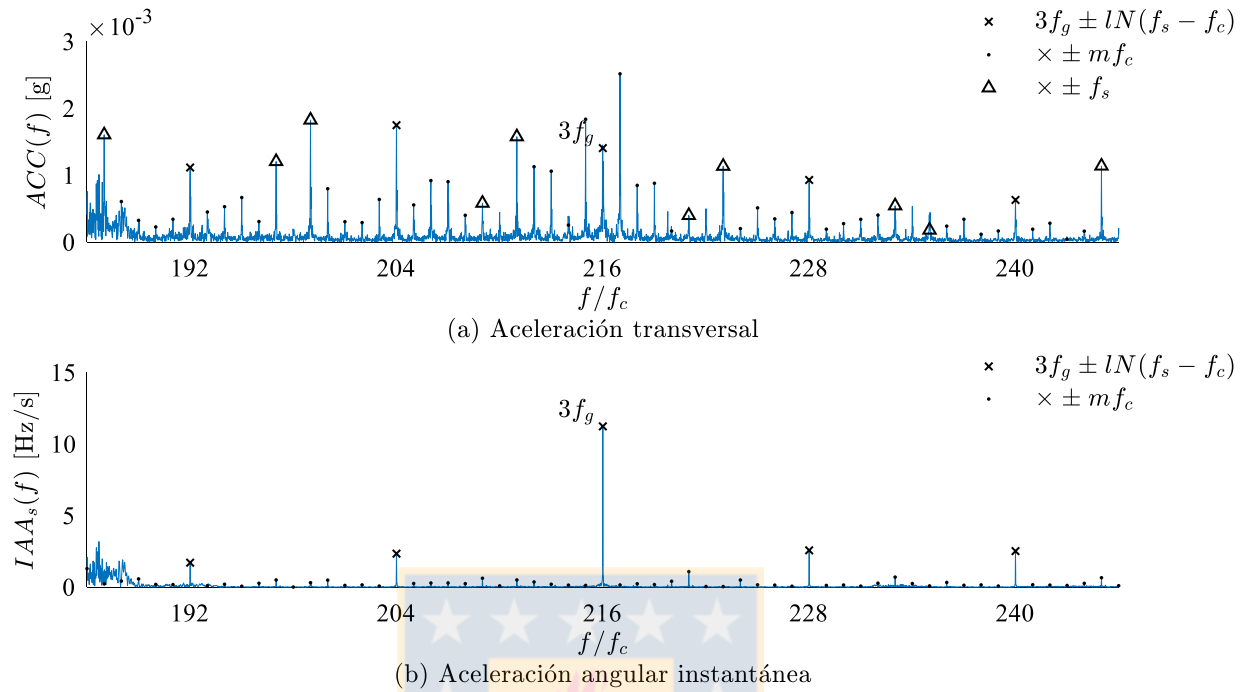 ×10⁻³
3f_g ± lN(f_s − f_c)
× ± mf_c
× ± f_s
ACC(f) [g]
3
2
1
0
3f_g
192 204 216 228 240
f/f_c
(a) Aceleración transversal
3f_g ± lN(f_s − f_c)
× ± mf_c
IAA_s(f) [Hz/s]
15
10
5
0
3f_g
192 204 216 228 240
f/f_c
(b) Aceleración angular instantánea